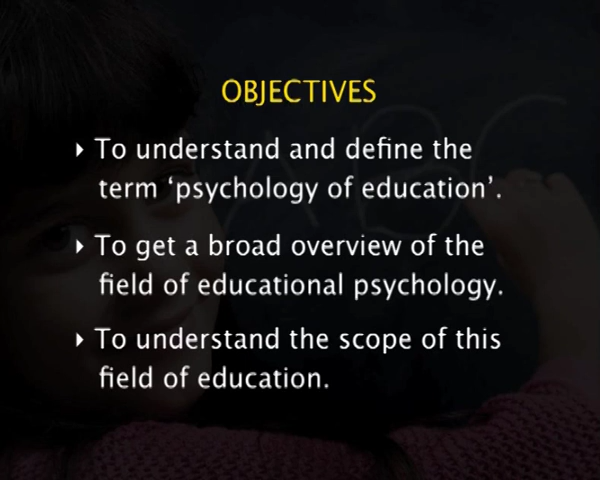 OBJECTIVES
To understand and define the
term ‘psychology of education’.
To get a broad overview of the
field of educational psychology.
To understand the scope of this
field of education.
ABC